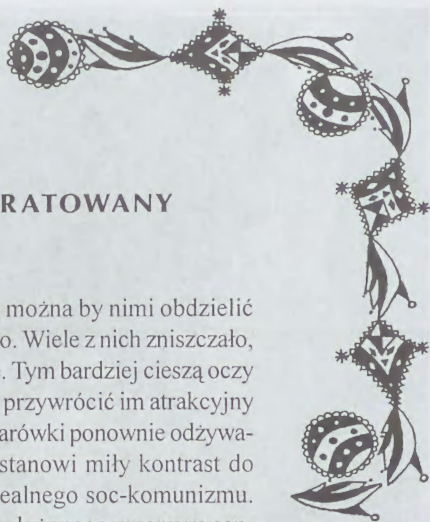 RATOWANY
można by nimi obdzielić
o. Wiele z nich zniszczało,
e. Tym bardziej cieszą oczy
przywrócić im atrakcyjny
arówki ponownie odżywa-
stanowi miły kontrast do
ealnego soc-komunizmu.